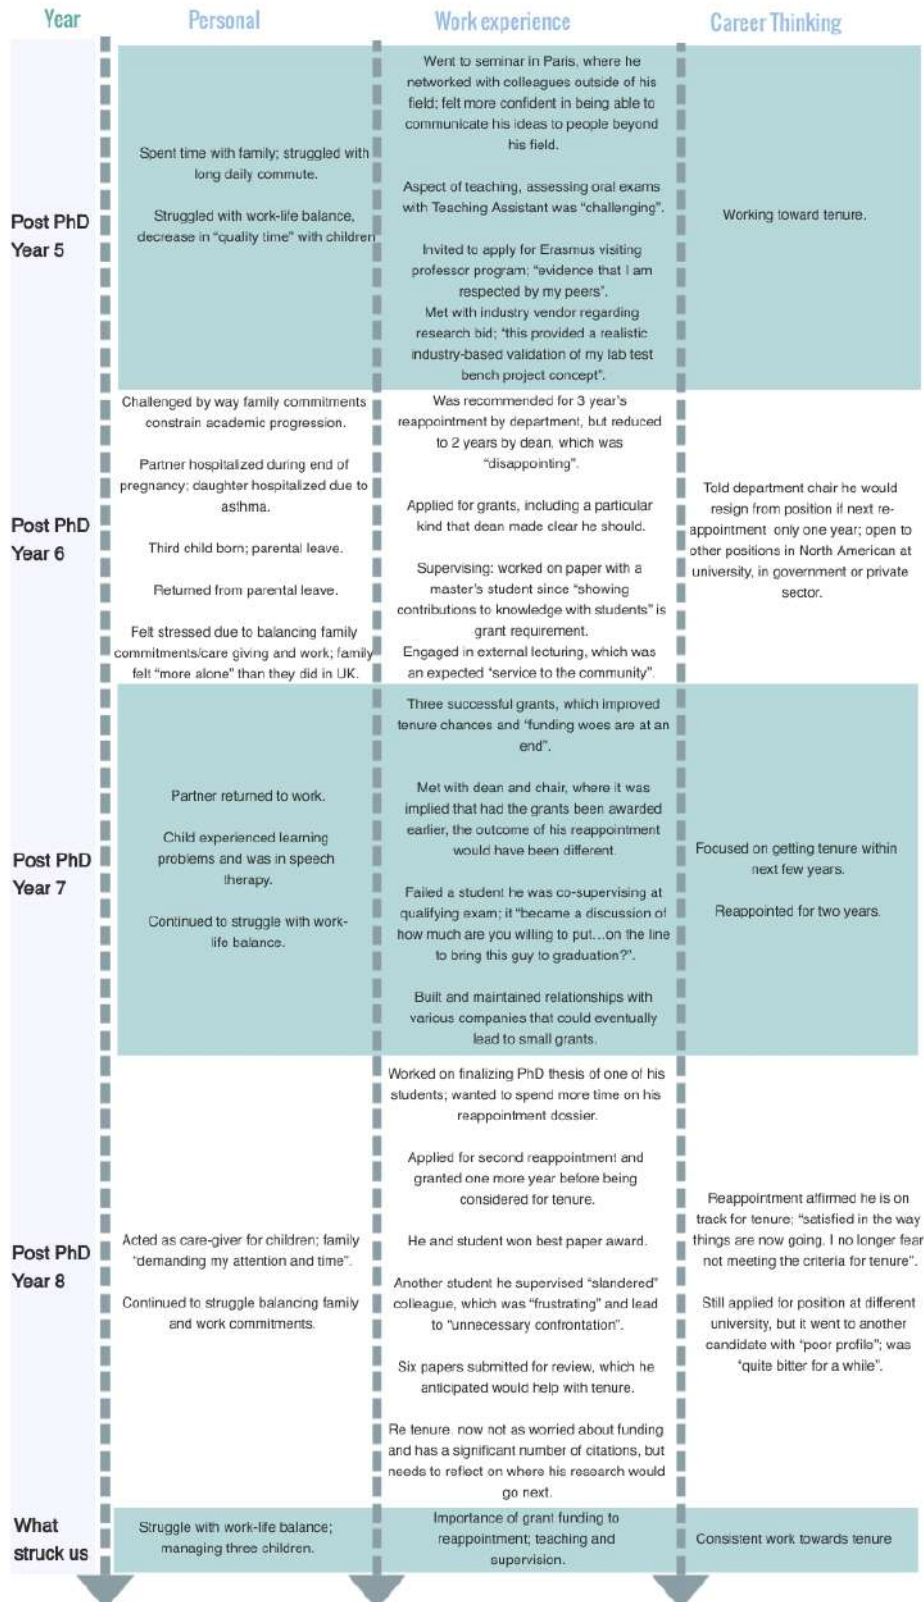 Year
Personal
Work experience
Career Thinking
Post PhD
Year 5
Spent time with family; struggled with
long daily commute.
Struggled with work-life balance,
decrease in “quality time” with children
Went to seminar in Paris, where he
networked with colleagues outside of his
field; felt more confident in being able to
communicate his ideas to people beyond
his field.
Aspect of teaching, assessing oral exams
with Teaching Assistant was “challenging”.
Invited to apply for Erasmus visiting
professor program; “evidence that I am
respected by my peers”.
Met with industry vendor regarding
research bid; “this provided a realistic
industry-based validation of my lab test
bench project concept”.
Working toward tenure.
Post PhD
Year 6
Challenged by way family commitments
constrain academic progression.
Partner hospitalized during end of
pregnancy; daughter hospitalized due to
asthma.
Third child born; parental leave.
Returned from parental leave.
Felt stressed due to balancing family
commitments/care giving and work; family
felt “more alone” than they did in UK.
Was recommended for 3 year’s
reappointment by department, but reduced
to 2 years by dean, which was
“disappointing”.
Applied for grants, including a particular
kind that dean made clear he should.
Supervising: worked on paper with a
master’s student since “showing
contributions to knowledge with students” is
grant requirement.
Engaged in external lecturing, which was
an expected “service to the community”.
Told department chair he would
resign from position if next re-
appointment only one year; open to
other positions in North American at
university, in government or private
sector.
Post PhD
Year 7
Partner returned to work.
Child experienced learning
problems and was in speech
therapy.
Continued to struggle with work-
life balance.
Three successful grants, which improved
tenure chances and “funding woes are at an
end”.
Met with dean and chair, where it was
implied that had the grants been awarded
earlier, the outcome of his reappointment
would have been different.
Failed a student he was co-supervising at
qualifying exam; it “became a discussion of
how much are you willing to put...on the line
to bring this guy to graduation?”.
Built and maintained relationships with
various companies that could eventually
lead to small grants.
Focused on getting tenure within
next few years.
Reappointed for two years.
Post PhD
Year 8
Acted as care-giver for children; family
“demanding my attention and time”.
Continued to struggle balancing family
and work commitments.
Worked on finalizing PhD thesis of one of his
students; wanted to spend more time on his
reappointment dossier.
Applied for second reappointment and
granted one more year before being
considered for tenure.
He and student won best paper award.
Another student he supervised “slandered”
colleague, which was “frustrating” and lead
to “unnecessary confrontation”.
Six papers submitted for review, which he
anticipated would help with tenure.
Re tenure, now not as worried about funding
and has a significant number of citations, but
needs to reflect on where his research would
go next.
Reappointment affirmed he is on
track for tenure; “satisfied in the way
things are now going. I no longer fear
not meeting the criteria for tenure”.
Still applied for position at different
university, but it went to another
candidate with “poor profile”; was
“quite bitter for a while”.
What
struck us
Struggle with work-life balance;
managing three children.
Importance of grant funding to
reappointment; teaching and
supervision.
Consistent work towards tenure